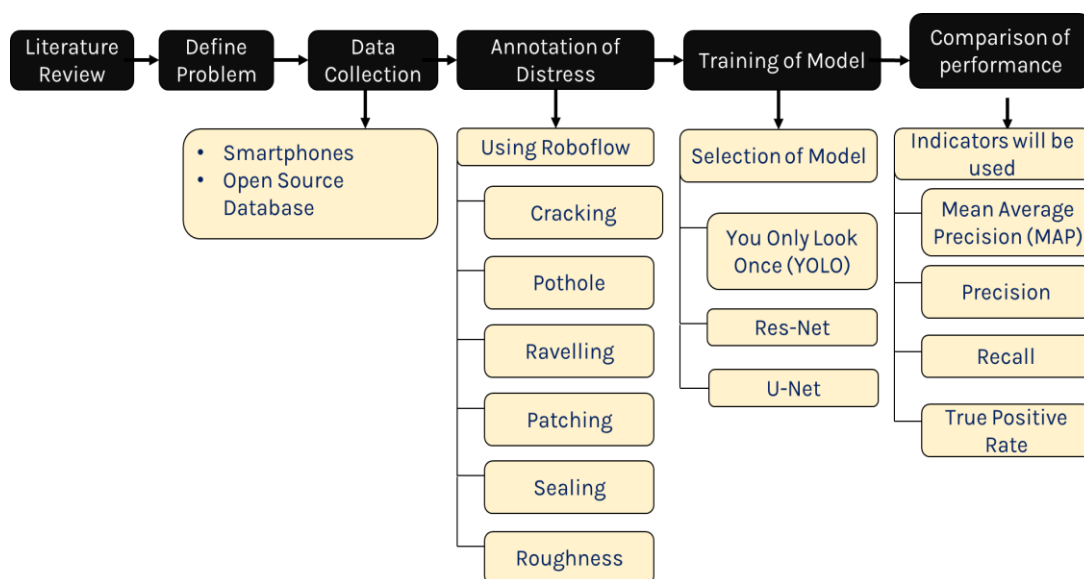 Literature
Review
Define
Problem
Data
Collection
Annotation of
Distress
Training of Model
Comparison of
performance
• Smartphones
• Open Source
Database
Using Roboflow
Cracking
Pothole
Ravelling
Patching
Sealing
Roughness
Selection of Model
You Only Look
Once (YOLO)
Res-Net
U-Net
Indicators will be
used
Mean Average
Precision (MAP)
Precision
Recall
True Positive
Rate